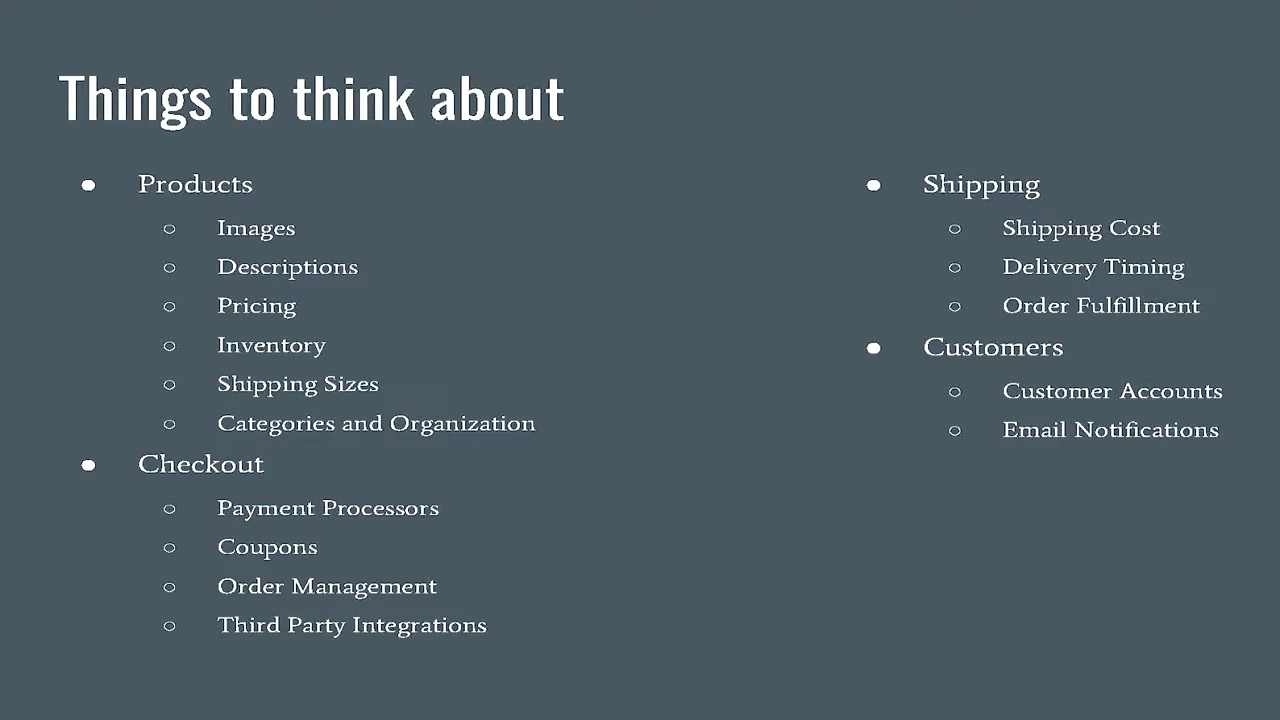 Things to think about
● Products
○ Images
○ Descriptions
○ Pricing
○ Inventory
○ Shipping Sizes
○ Categories and Organization
● Checkout
○ Payment Processors
○ Coupons
○ Order Management
○ Third Party Integrations
● Shipping
○ Shipping Cost
○ Delivery Timing
○ Order Fulfillment
● Customers
○ Customer Accounts
○ Email Notifications